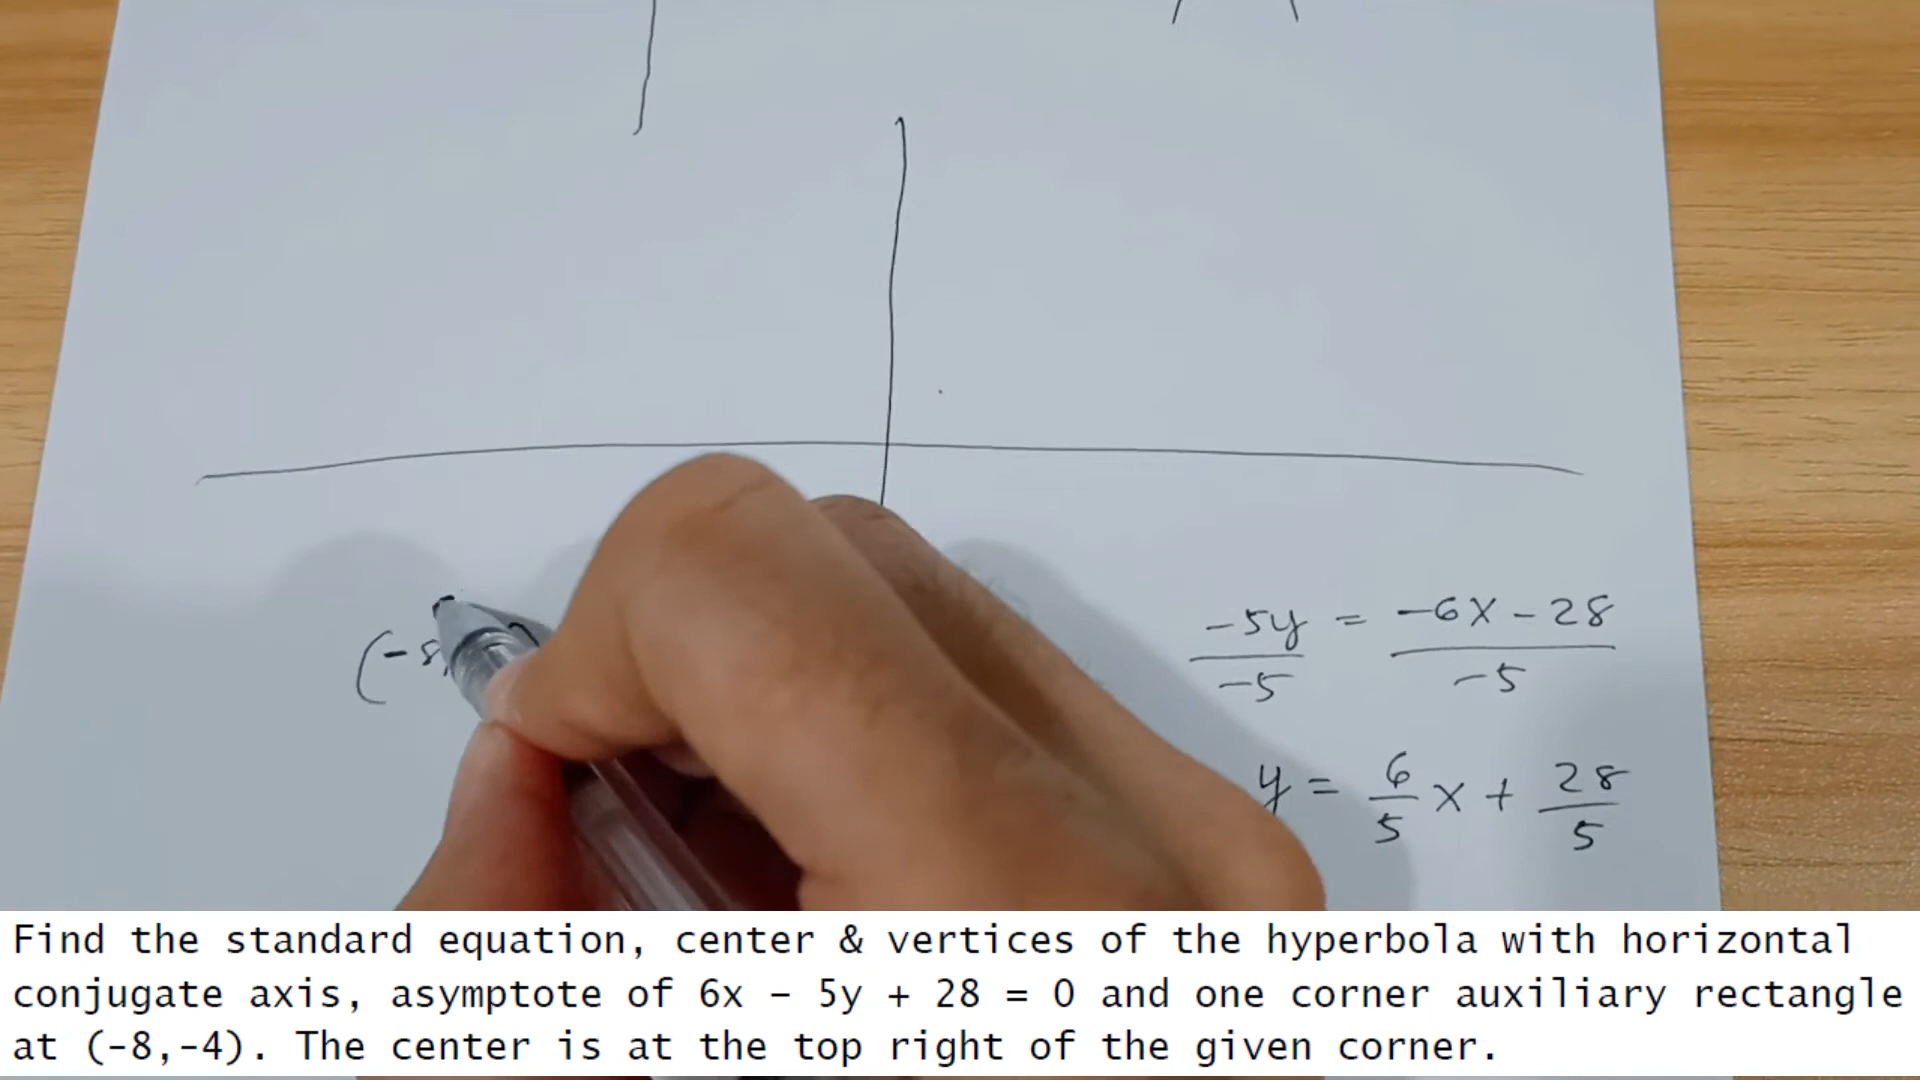 (-8,
-5y = -6x - 28
-5 -5
y = 6/5 x + 28/5
Find the standard equation, center & vertices of the hyperbola with horizontal
conjugate axis, asymptote of 6x - 5y + 28 = 0 and one corner auxiliary rectangle
at (-8,-4). The center is at the top right of the given corner.